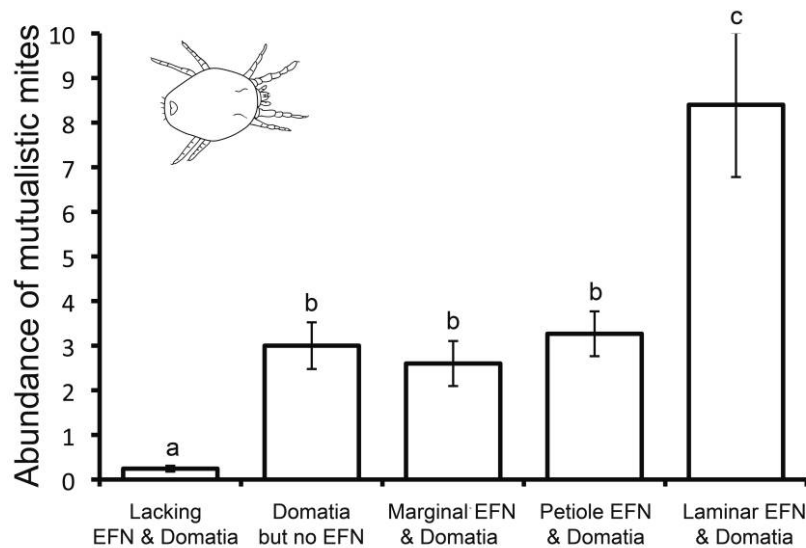 Abundance of mutualistic mites
10
9
8
7
6
5
4
3
2
1
0
a
b
b
b
c
Lacking
EFN & Domatia
Domatia
but no EFN
Marginal EFN
& Domatia
Petiole EFN
& Domatia
Laminar EFN
& Domatia